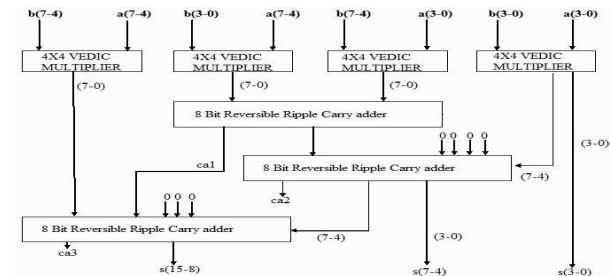 b(7-4) a(7-4) b(3-0) a(7-4) b(7-4) a(3-0) b(3-0) a(3-0)
4X4 VEDIC MULTIPLIER
4X4 VEDIC MULTIPLIER
4X4 VEDIC MULTIPLIER
4X4 VEDIC MULTIPLIER
(7-0) (7-0) (7-0)
8 Bit Reversible Ripple Carry adder
0 0 0 0
(3-0)
ca1
8 Bit Reversible Ripple Carry adder
(7-4)
0 0 0
ca2
8 Bit Reversible Ripple Carry adder
(7-4)
(3-0)
ca3
s(15-8) s(7-4) s(3-0)